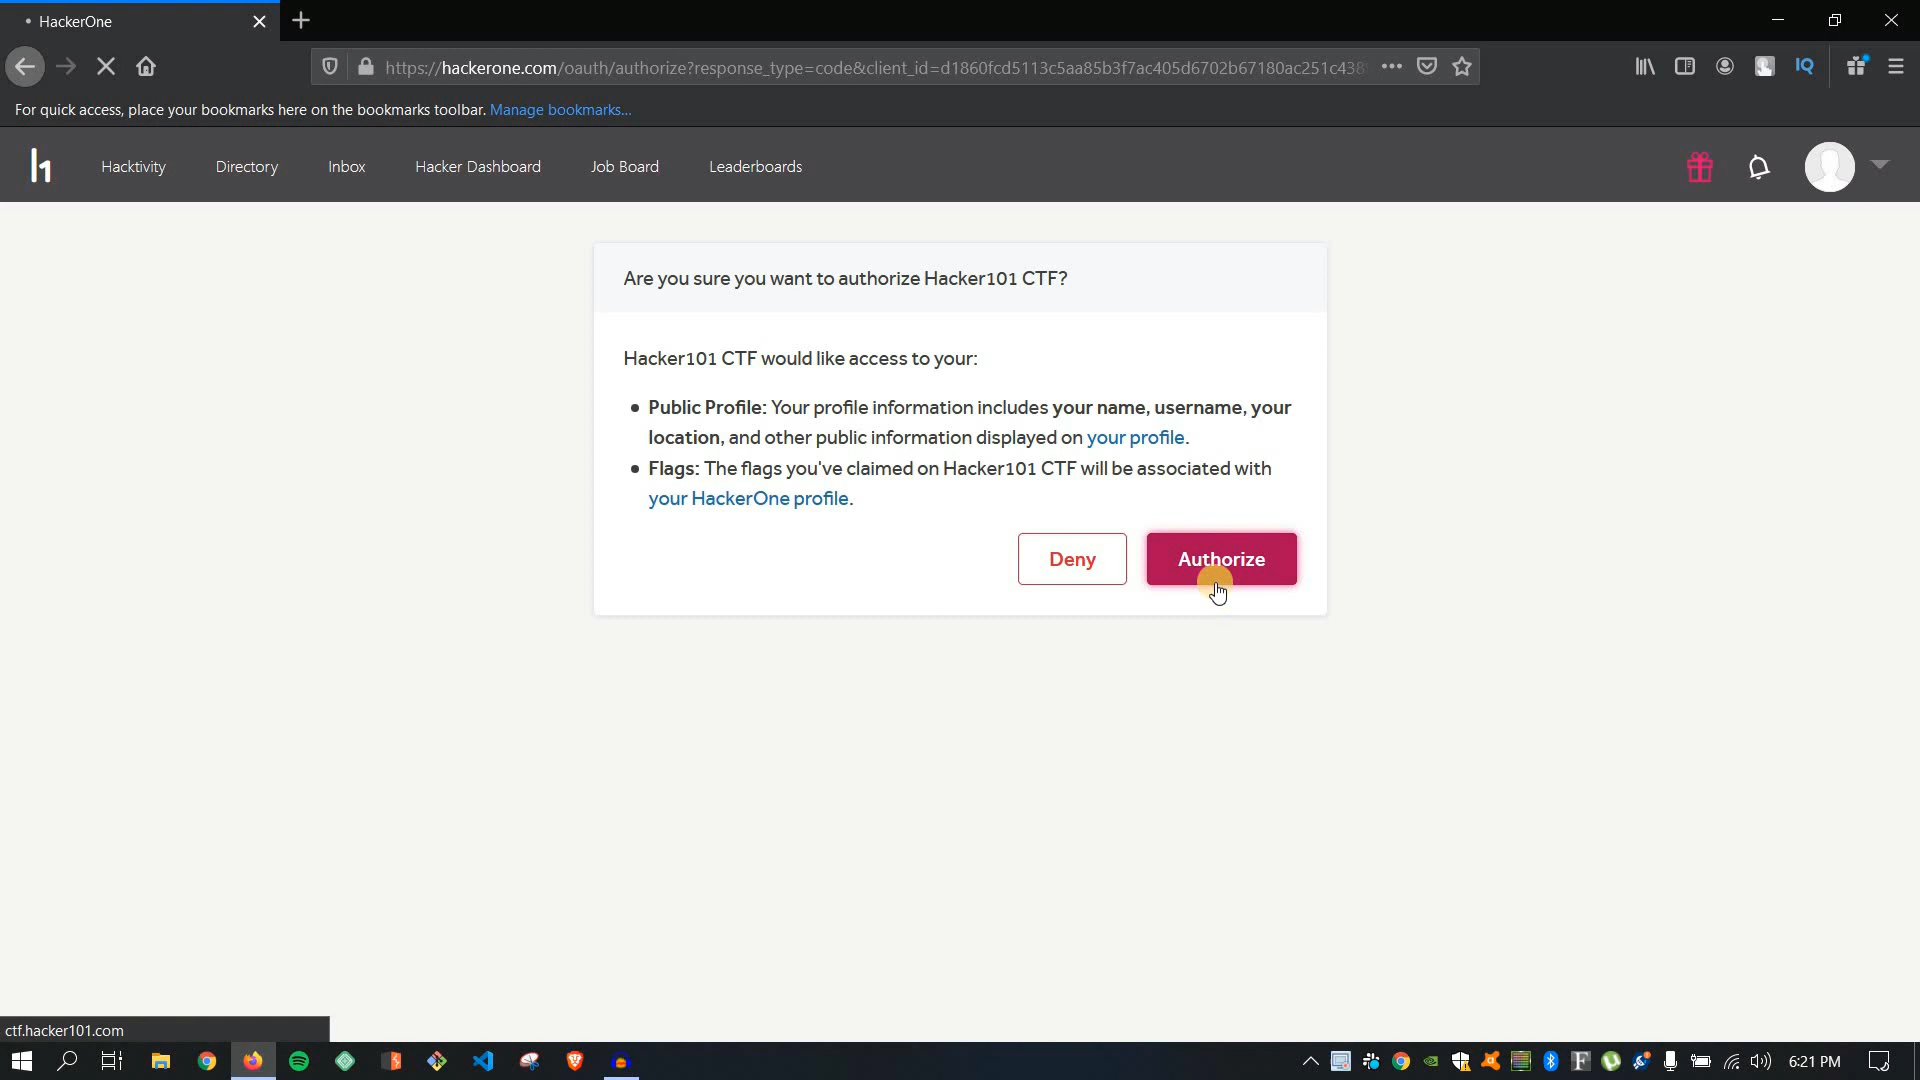 HackerOne
https://hackerone.com/oauth/authorize?response_type=code&client_id=d1860fcd5113c5aa85b3f7ac405d6702b67180ac251c438
For quick access, place your bookmarks here on the bookmarks toolbar. Manage bookmarks...
Hacktivity Directory Inbox Hacker Dashboard Job Board Leaderboards
Are you sure you want to authorize Hacker101 CTF?
Hacker101 CTF would like access to your:
• Public Profile: Your profile information includes your name, username, your
location, and other public information displayed on your profile.
• Flags: The flags you've claimed on Hacker101 CTF will be associated with
your HackerOne profile.
Deny Authorize
ctf.hacker101.com
6:21 PM